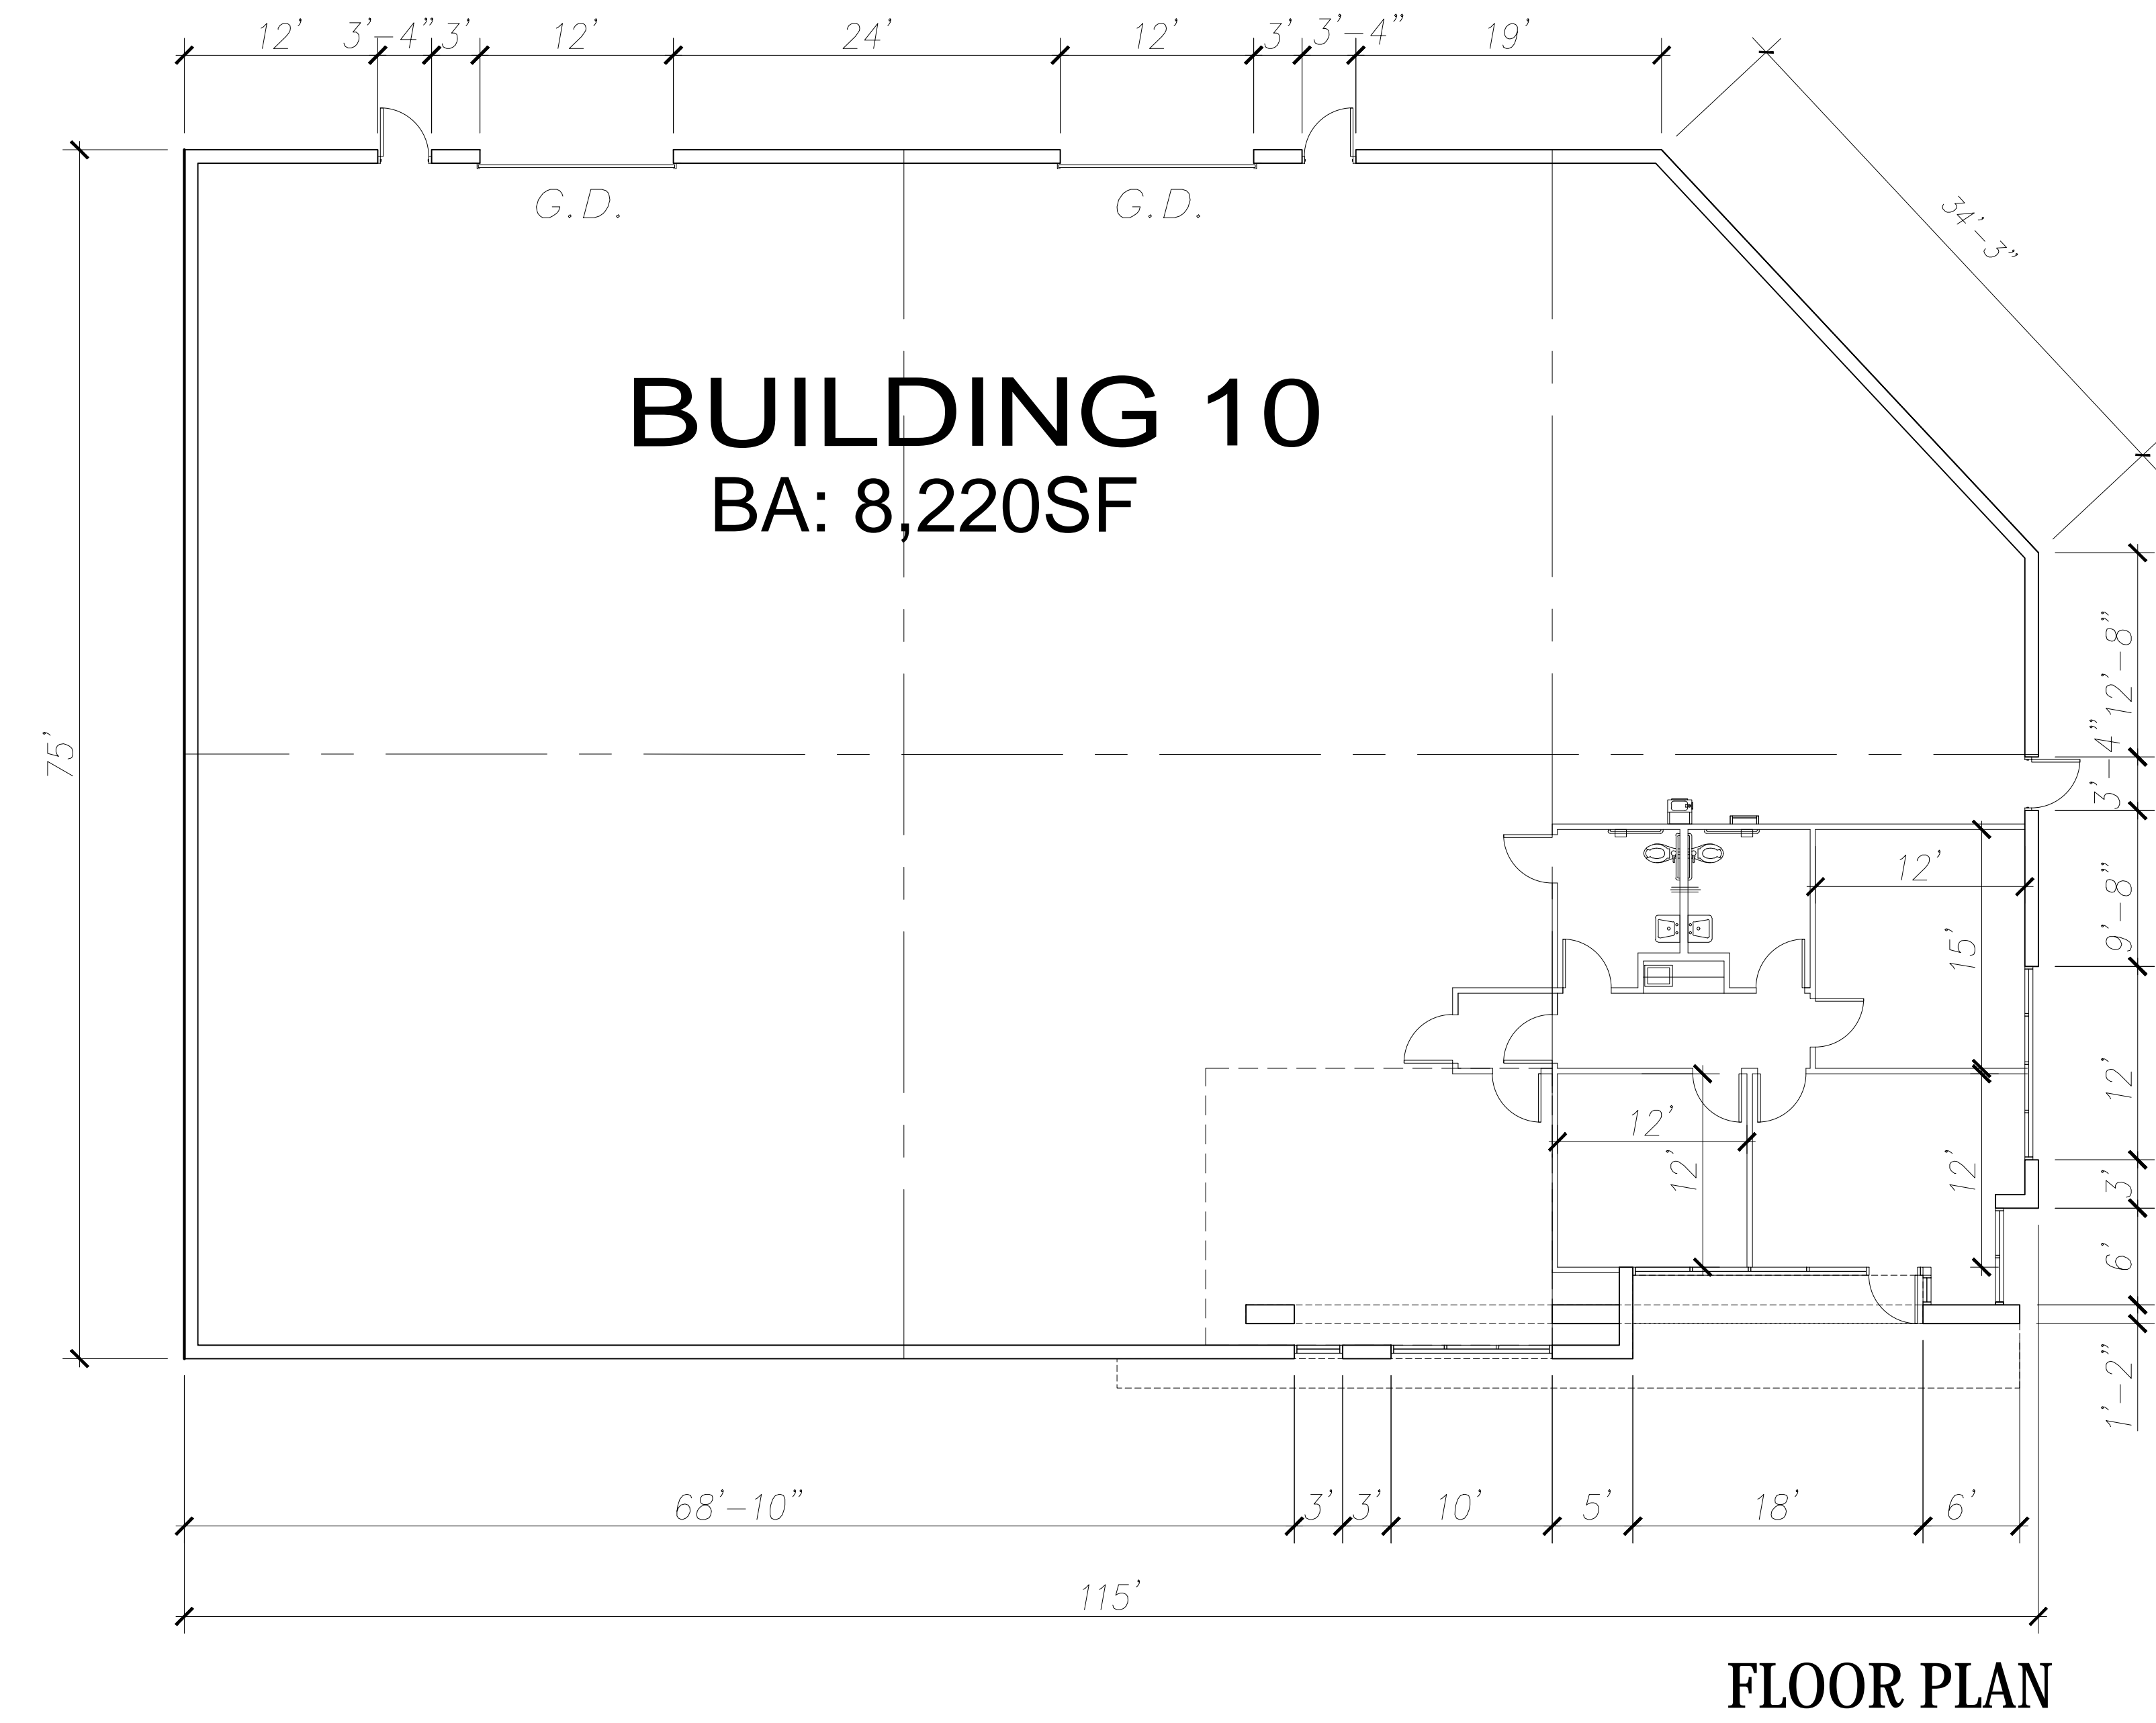 12' 3'-4" 3' 12' 24' 12' 3' 3'-4" 19'
34'-3"
G.D. G.D.
BUILDING 10
BA: 8,220SF
75'
12'-8"
3'-4"
9'-8"
12'
3'
6'
1'-2"
12'
15'
12'
12'
12'
68'-10" 3' 3' 10' 5' 18' 6'
115'
FLOOR PLAN